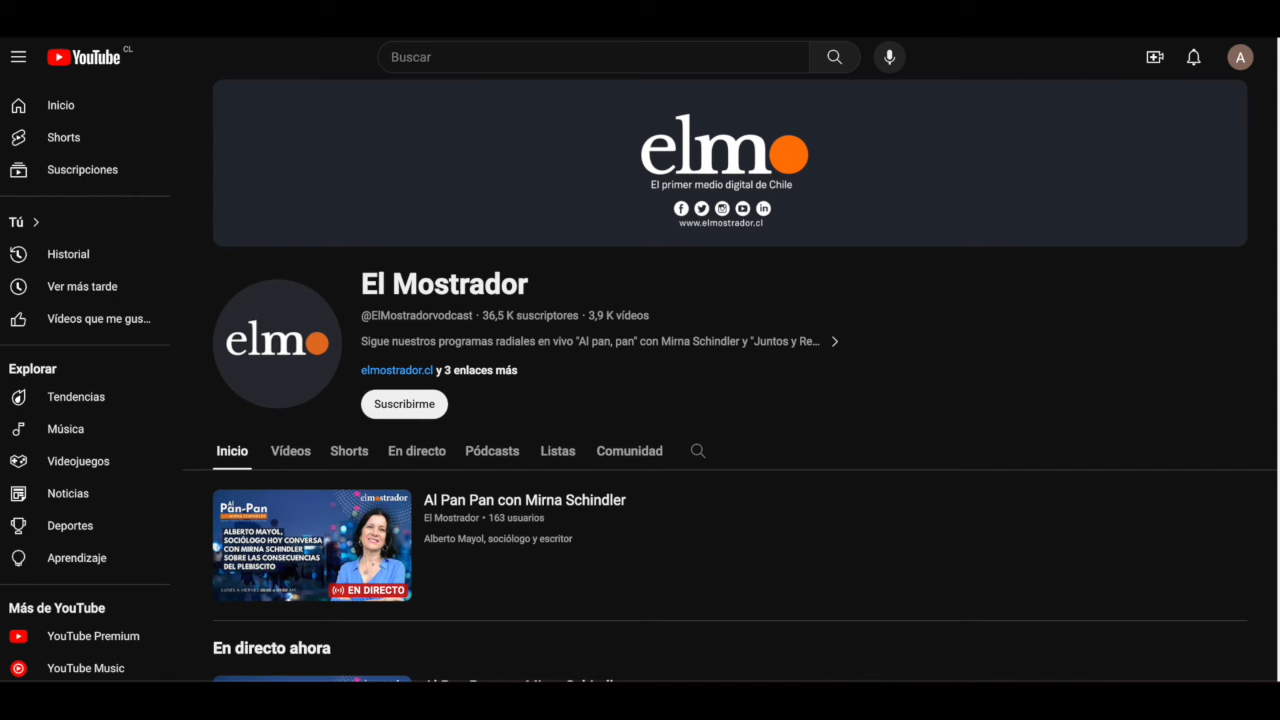 YouTube CL
Buscar
A
Inicio
Shorts
Suscripciones
Tú
Historial
Ver más tarde
Vídeos que me gus...
Explorar
Tendencias
Música
Videojuegos
Noticias
Deportes
Aprendizaje
Más de YouTube
YouTube Premium
YouTube Music
elmo
El primer medio digital de Chile
www.elmostrador.cl
elmo
El Mostrador
@ElMostradorvodcast · 36,5 K suscriptores · 3,9 K vídeos
Sigue nuestros programas radiales en vivo "Al pan, pan" con Mirna Schindler y "Juntos y Re...
elmostrador.cl y 3 enlaces más
Suscribirme
Inicio Vídeos Shorts En directo Pódcasts Listas Comunidad
elmostrador
Al
Pan-Pan
ALBERTO MAYOL,
SOCIÓLOGO HOY CONVERSA
CON MIRNA SCHINDLER
SOBRE LAS CONSECUENCIAS
DEL PLEBISCITO
EN DIRECTO
Al Pan Pan con Mirna Schindler
El Mostrador • 163 usuarios
Alberto Mayol, sociólogo y escritor
En directo ahora